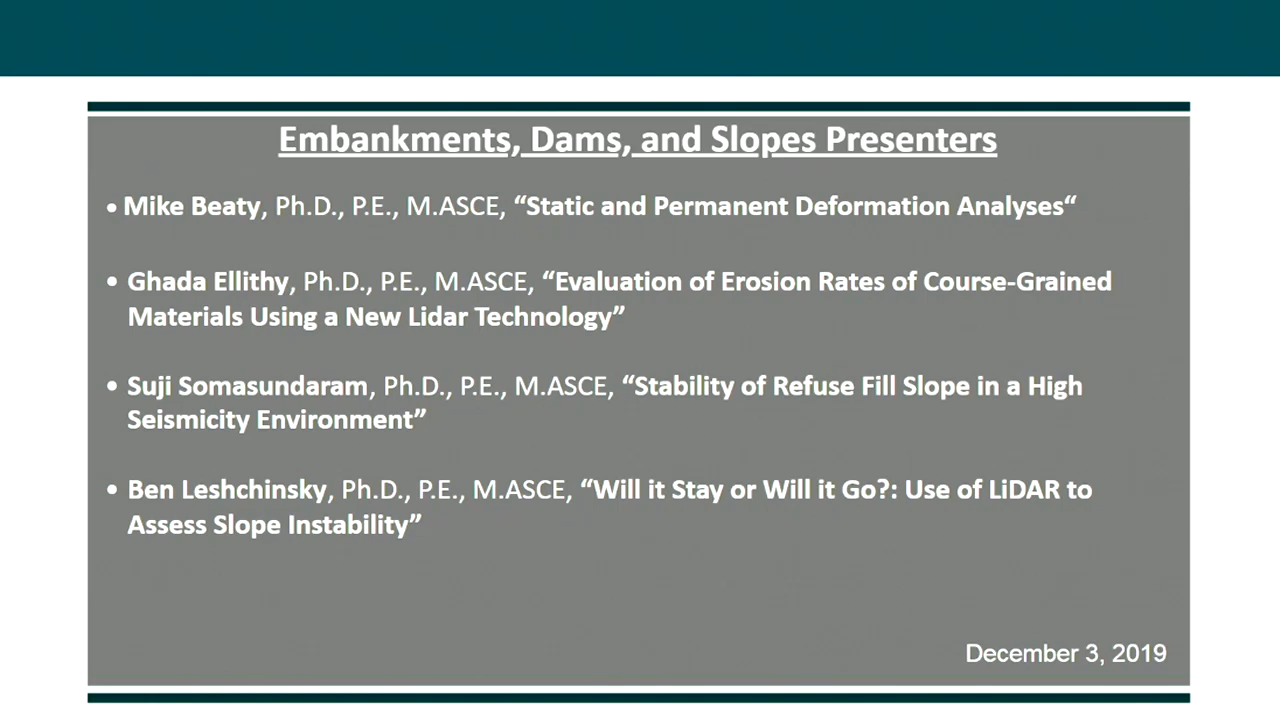 Embankments, Dams, and Slopes Presenters
• Mike Beaty, Ph.D., P.E., M.ASCE, “Static and Permanent Deformation Analyses“
• Ghada Ellithy, Ph.D., P.E., M.ASCE, “Evaluation of Erosion Rates of Course-Grained
Materials Using a New Lidar Technology”
• Suji Somasundaram, Ph.D., P.E., M.ASCE, “Stability of Refuse Fill Slope in a High
Seismicity Environment”
• Ben Leshchinsky, Ph.D., P.E., M.ASCE, “Will it Stay or Will it Go?: Use of LiDAR to
Assess Slope Instability”
December 3, 2019